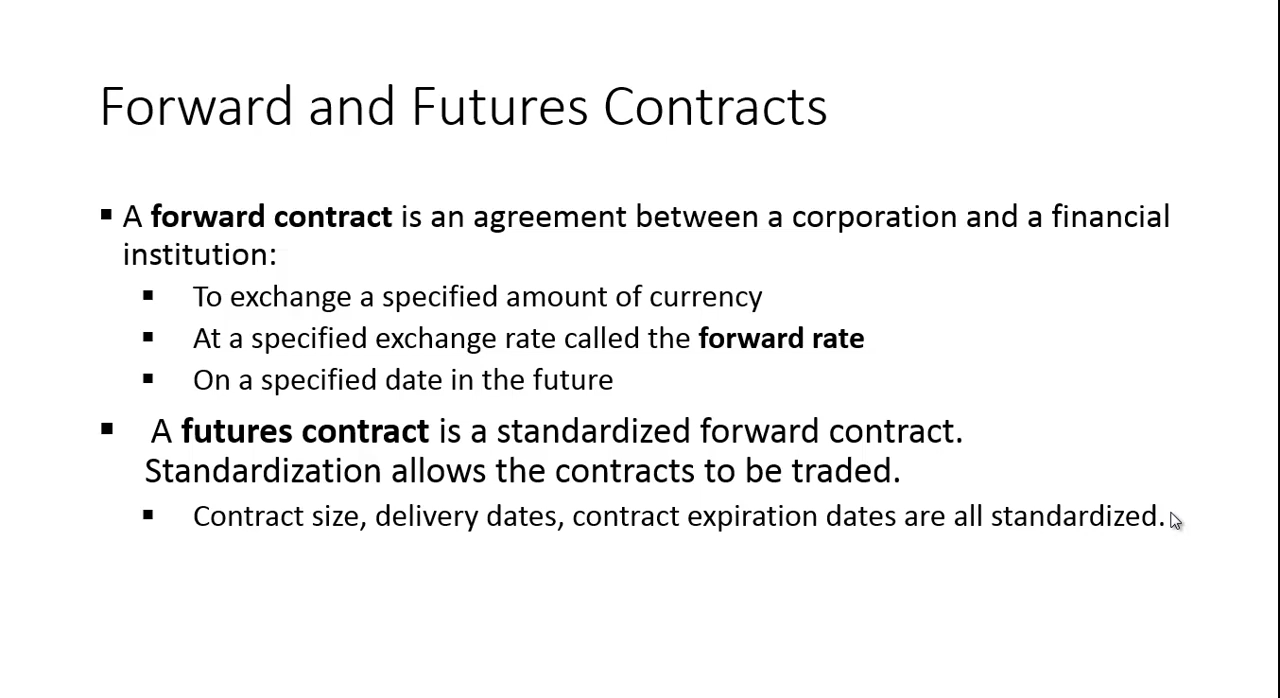 Forward and Futures Contracts
▪ A forward contract is an agreement between a corporation and a financial
institution:
▪ To exchange a specified amount of currency
▪ At a specified exchange rate called the forward rate
▪ On a specified date in the future
▪ A futures contract is a standardized forward contract.
Standardization allows the contracts to be traded.
▪ Contract size, delivery dates, contract expiration dates are all standardized.